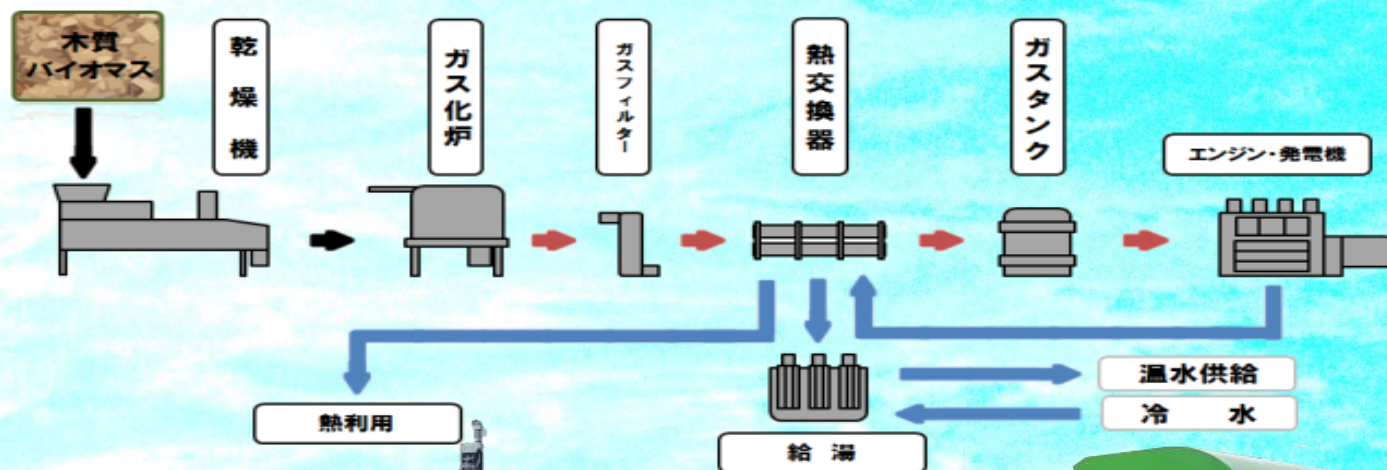 木質
バイオマス
乾燥機
ガス化炉
ガスフィルター
熱交換器
ガスタンク
エンジン・発電機
温水供給
冷　水
熱利用
給　湯